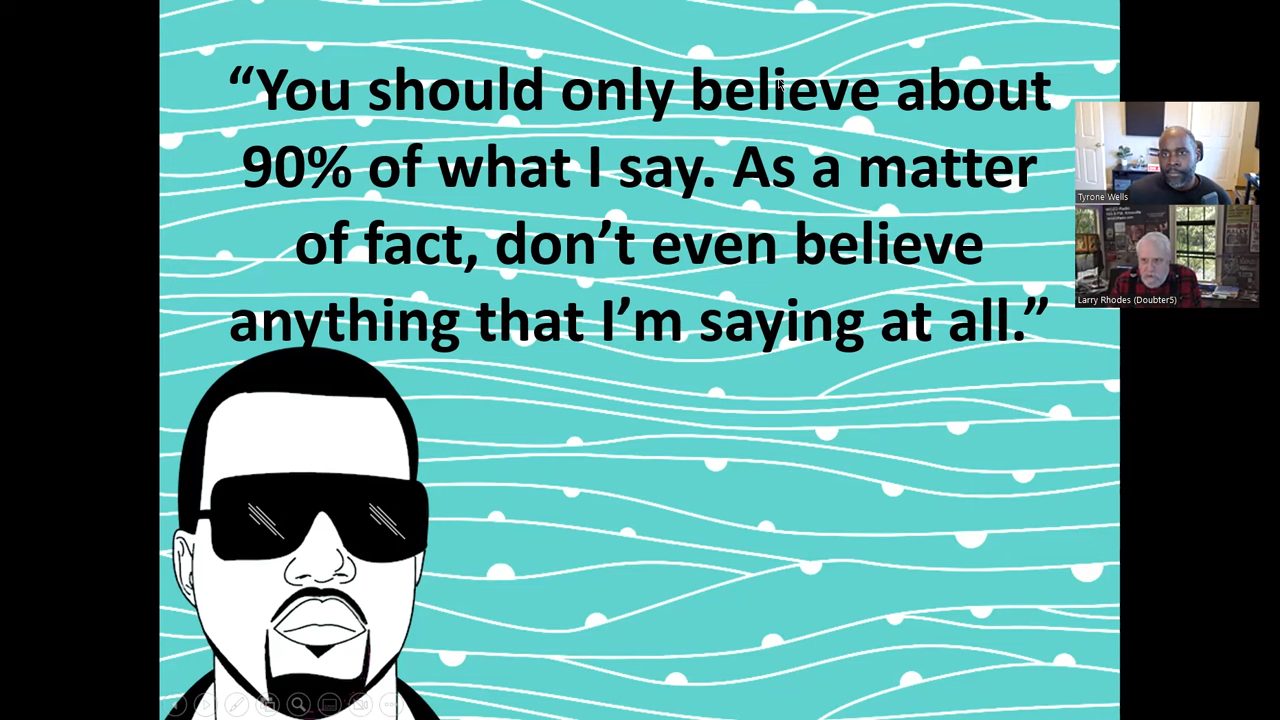 “You should only believe about
90% of what I say. As a matter
of fact, don’t even believe
anything that I’m saying at all.”
Tyrone Wells
Larry Rhodes (Doubter5)